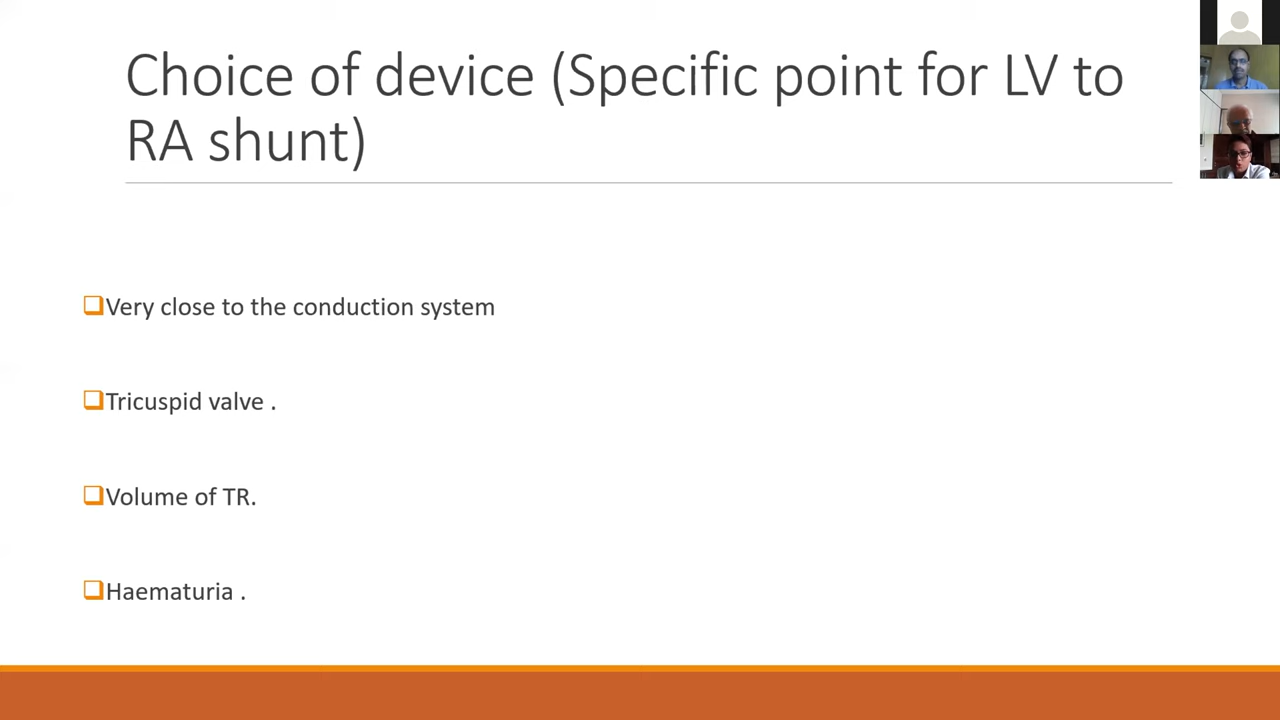 Choice of device (Specific point for LV to
RA shunt)
Very close to the conduction system
Tricuspid valve .
Volume of TR.
Haematuria .